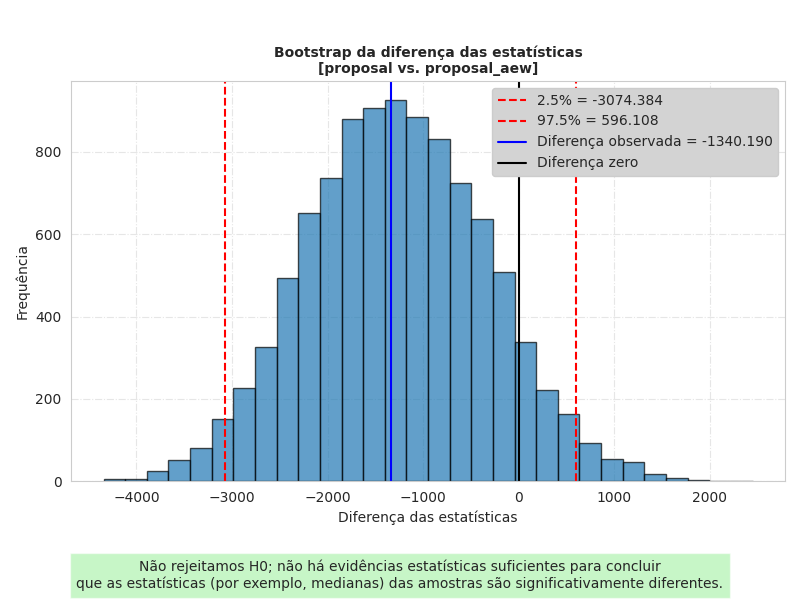 Bootstrap da diferença das estatísticas
[proposal vs. proposal_aew]
2.5% = -3074.384
97.5% = 596.108
Diferença observada = -1340.190
Diferença zero
Frequência
800
600
400
200
0
−4000
−3000
−2000
−1000
0
1000
2000
Diferença das estatísticas
Não rejeitamos H0; não há evidências estatísticas suficientes para concluir
que as estatísticas (por exemplo, medianas) das amostras são significativamente diferentes.